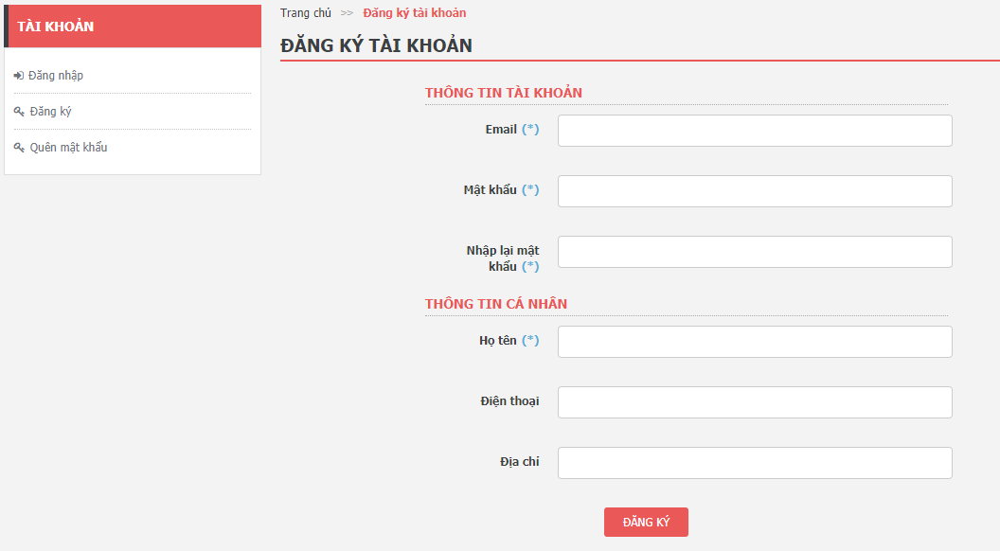 TÀI KHOẢN
Đăng nhập
Đăng ký
Quên mật khẩu
Trang chủ >> Đăng ký tài khoản
ĐĂNG KÝ TÀI KHOẢN
THÔNG TIN TÀI KHOẢN
Email (*)
Mật khẩu (*)
Nhập lại mật
khẩu (*)
THÔNG TIN CÁ NHÂN
Họ tên (*)
Điện thoại
Địa chỉ
ĐĂNG KÝ